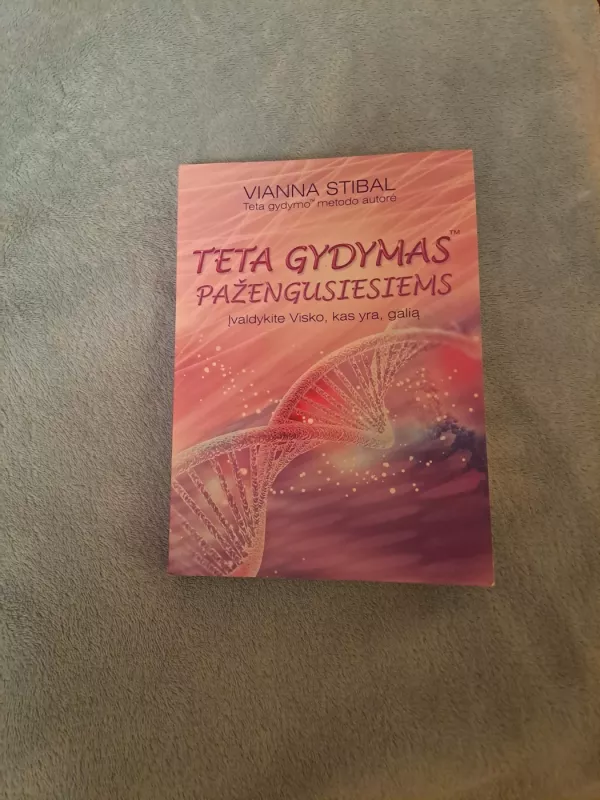 VIANNA STIBAL
Teta gydymo™ metodo autorė
TETA GYDYMAS™
PAŽENGUSIESIEMS
Įvaldykite Visko, kas yra, galią